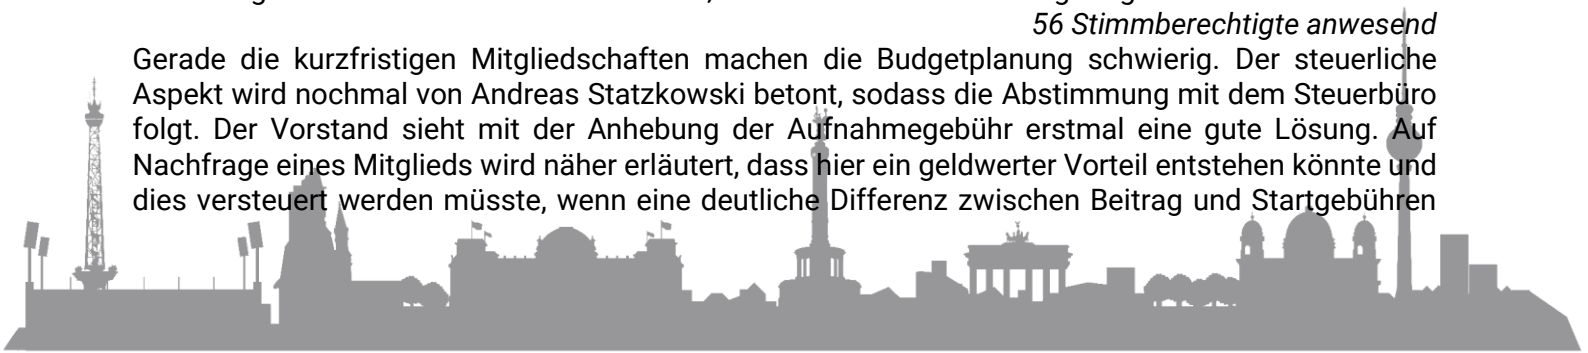 56 Stimmberechtigte anwesend
Gerade die kurzfristigen Mitgliedschaften machen die Budgetplanung schwierig. Der steuerliche
Aspekt wird nochmal von Andreas Statzkowski betont, sodass die Abstimmung mit dem Steuerbüro
folgt. Der Vorstand sieht mit der Anhebung der Aufnahmegebühr erstmal eine gute Lösung. Auf
Nachfrage eines Mitglieds wird näher erläutert, dass hier ein geldwerter Vorteil entstehen könnte und
dies versteuert werden müsste, wenn eine deutliche Differenz zwischen Beitrag und Startgebühren